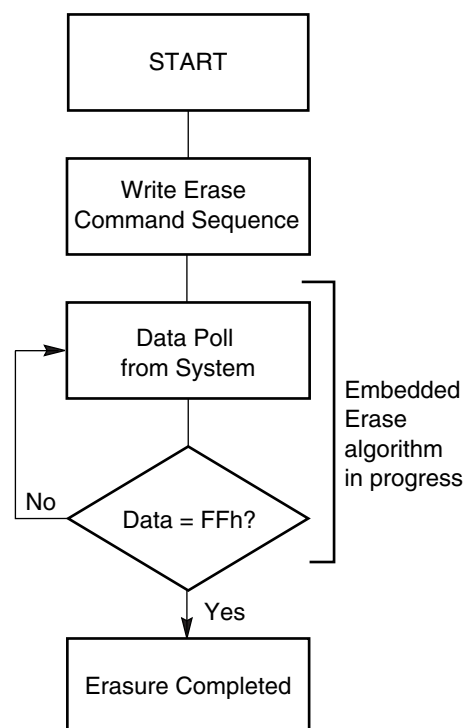 START
Write Erase
Command Sequence
Data Poll
from System
Embedded
Erase
algorithm
in progress
No
Data = FFh?
Yes
Erasure Completed